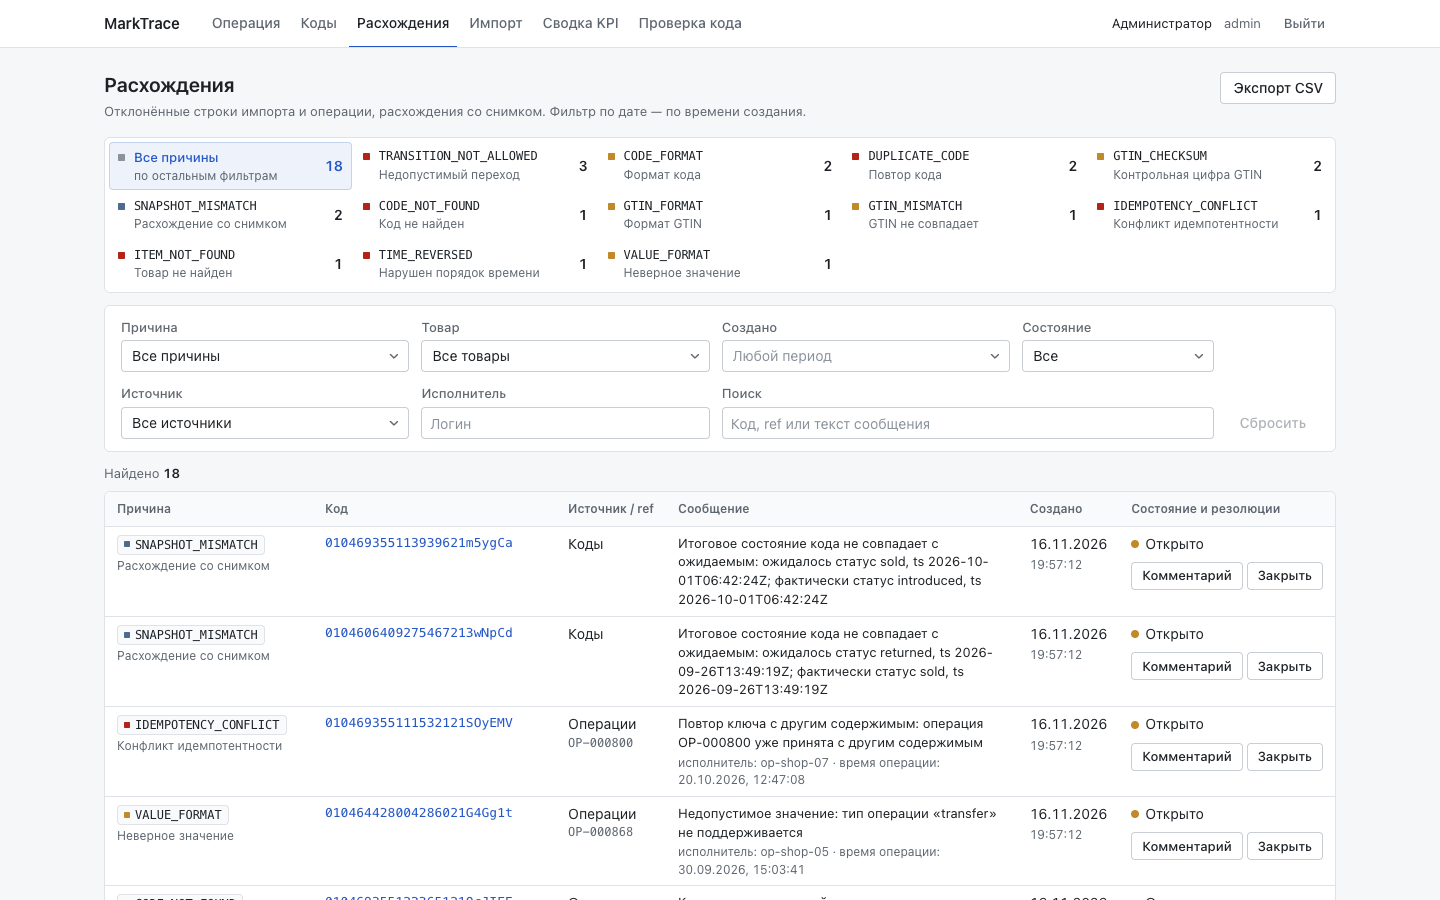 MarkTrace
Операция
Коды
Расхождения
Импорт
Сводка KPI
Проверка кода
Администратор
admin
Выйти
Расхождения
Экспорт CSV
Отклонённые строки импорта и операции, расхождения со снимком. Фильтр по дате — по времени создания.
Все причины
по остальным фильтрам
18
TRANSITION_NOT_ALLOWED
Недопустимый переход
3
CODE_FORMAT
Формат кода
2
DUPLICATE_CODE
Повтор кода
2
GTIN_CHECKSUM
Контрольная цифра GTIN
2
SNAPSHOT_MISMATCH
Расхождение со снимком
2
CODE_NOT_FOUND
Код не найден
1
GTIN_FORMAT
Формат GTIN
1
GTIN_MISMATCH
GTIN не совпадает
1
IDEMPOTENCY_CONFLICT
Конфликт идемпотентности
1
ITEM_NOT_FOUND
Товар не найден
1
TIME_REVERSED
Нарушен порядок времени
1
VALUE_FORMAT
Неверное значение
1
Причина
Все причины
Товар
Все товары
Создано
Любой период
Состояние
Все
Источник
Все источники
Исполнитель
Логин
Поиск
Код, ref или текст сообщения
Сбросить
Найдено 18
Причина
Код
Источник / ref
Сообщение
Создано
Состояние и резолюции
SNAPSHOT_MISMATCH
Расхождение со снимком
010469355113939621m5ygCa
Коды
Итоговое состояние кода не совпадает с
ожидаемым: ожидалось статус sold, ts 2026-10-
01T06:42:24Z; фактически статус introduced, ts
2026-10-01T06:42:24Z
16.11.2026
19:57:12
Открыто
Комментарий
Закрыть
SNAPSHOT_MISMATCH
Расхождение со снимком
0104606409275467213wNpCd
Коды
Итоговое состояние кода не совпадает с
ожидаемым: ожидалось статус returned, ts 2026-
09-26T13:49:19Z; фактически статус sold, ts
2026-09-26T13:49:19Z
16.11.2026
19:57:12
Открыто
Комментарий
Закрыть
IDEMPOTENCY_CONFLICT
Конфликт идемпотентности
010469355111532121SOyEMV
Операции
OP-000800
Повтор ключа с другим содержимым: операция
OP-000800 уже принята с другим содержимым
исполнитель: op-shop-07 · время операции:
20.10.2026, 12:47:08
16.11.2026
19:57:12
Открыто
Комментарий
Закрыть
VALUE_FORMAT
Неверное значение
010464428004286021G4Gg1t
Операции
OP-000868
Недопустимое значение: тип операции «transfer»
не поддерживается
исполнитель: op-shop-05 · время операции:
30.09.2026, 15:03:41
16.11.2026
19:57:12
Открыто
Комментарий
Закрыть